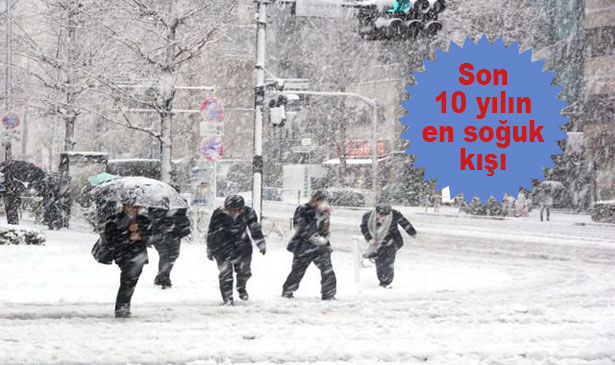 Son
10 yılın
en soğuk
kışı